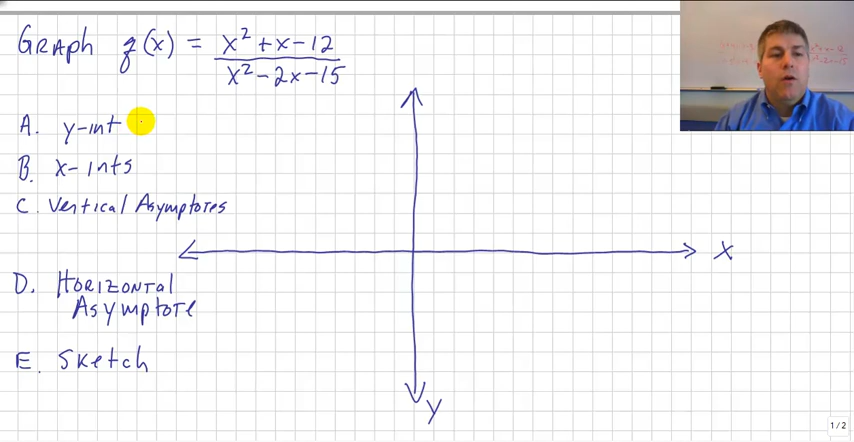 GRAPH f(x) = x² + x - 12
x² - 2x - 15
A. y-int
B. x-ints
C. Vertical Asymptotes
D. HORIZONTAL
Asymptote
E. Sketch
X
y
1/2